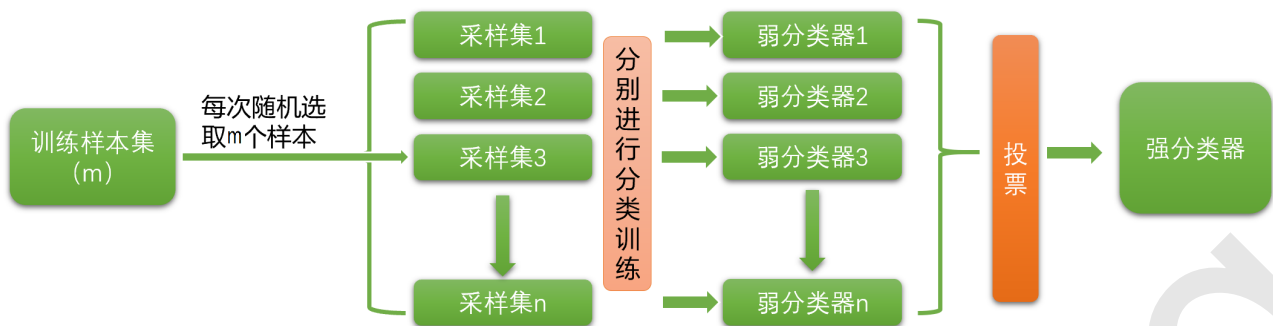 训练样本集
（m）
每次随机选
取m个样本
采样集1
采样集2
采样集3
采样集n
分别进行分类训练
弱分类器1
弱分类器2
弱分类器3
弱分类器n
投票
强分类器